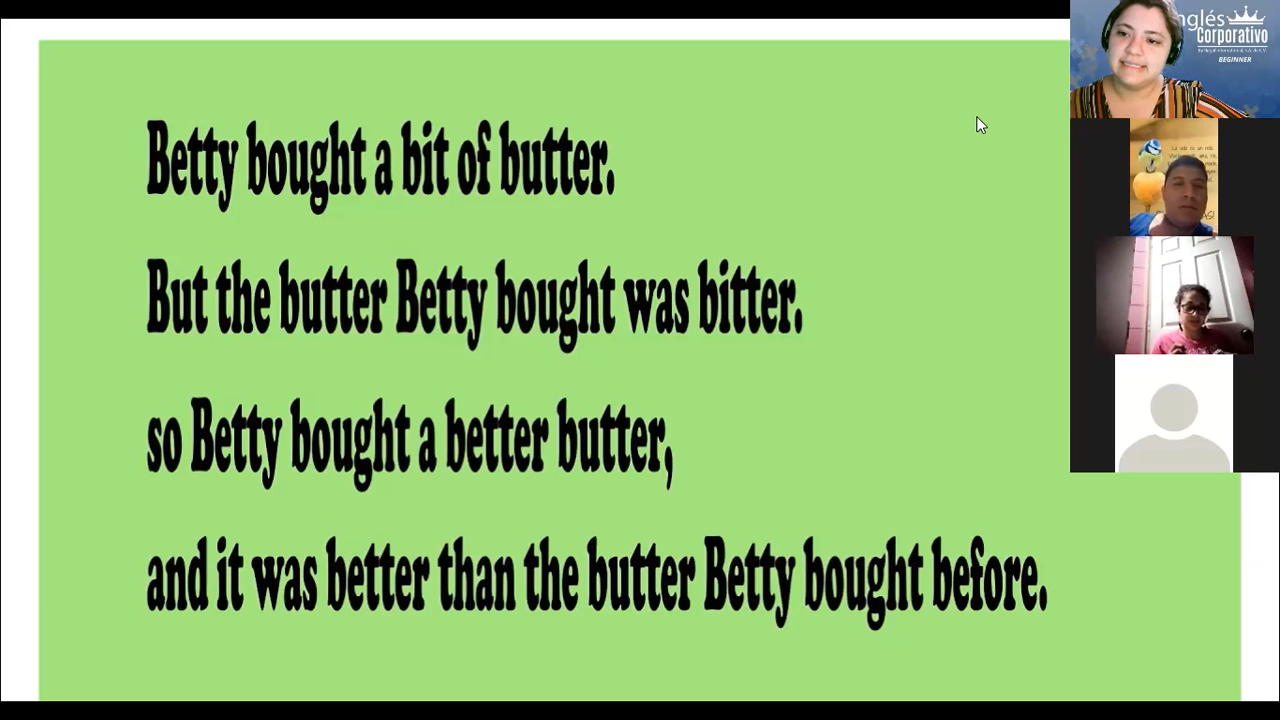 Betty bought a bit of butter.
But the butter Betty bought was bitter.
so Betty bought a better butter,
and it was better than the butter Betty bought before.
nglés
Corporativo
BEGINNER